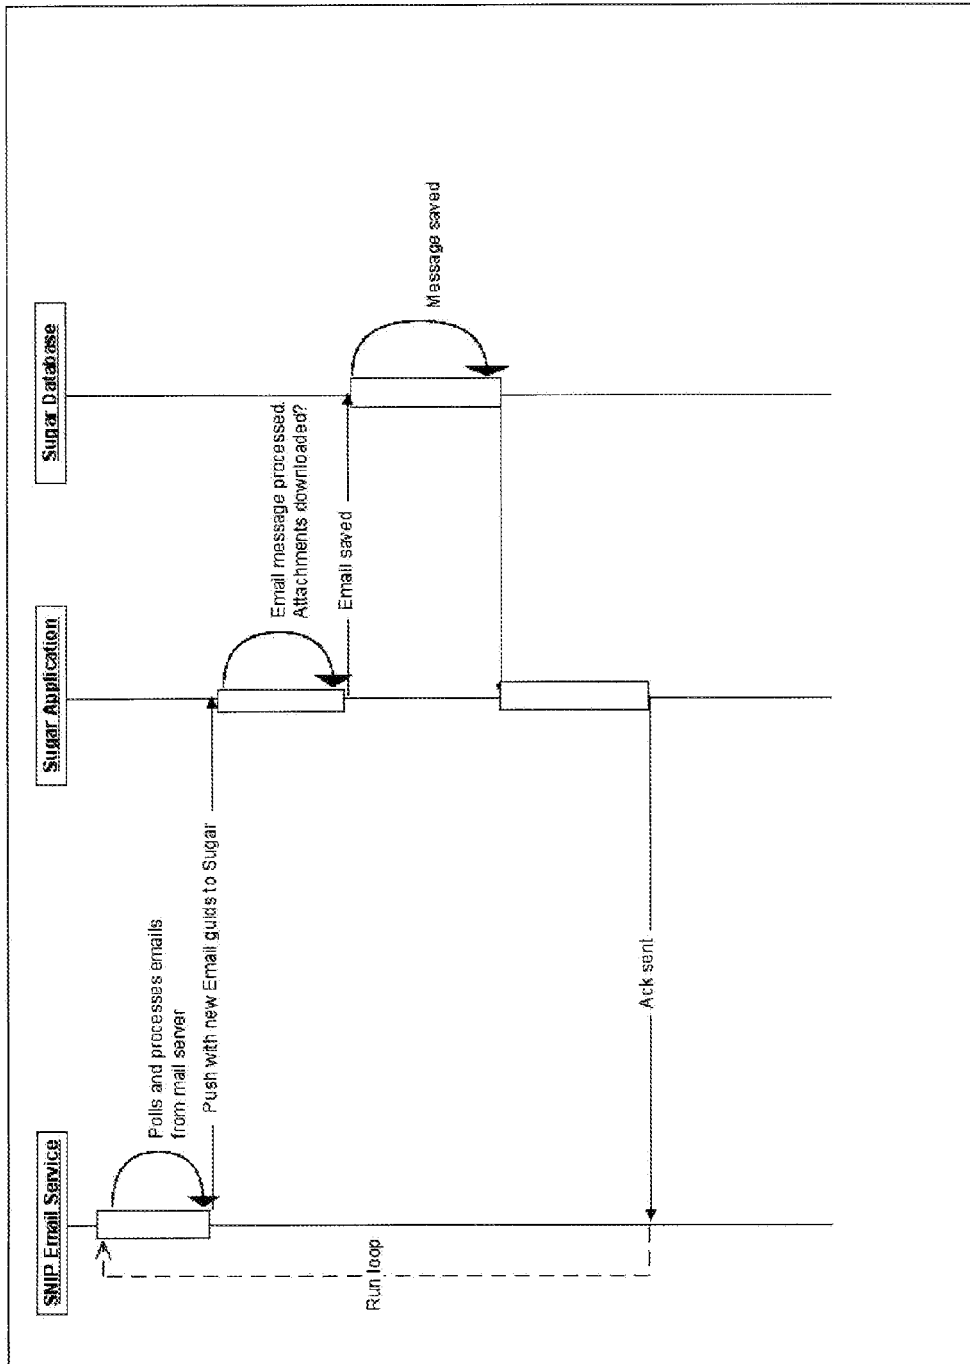 SNIP Email Service
Sugar Application
Sugar Database
Polls and processes emails
from mail server
Push with new Email guids to Sugar
Email message processed.
Attachments downloaded?
Email saved
Message saved
Ack sent
Run loop